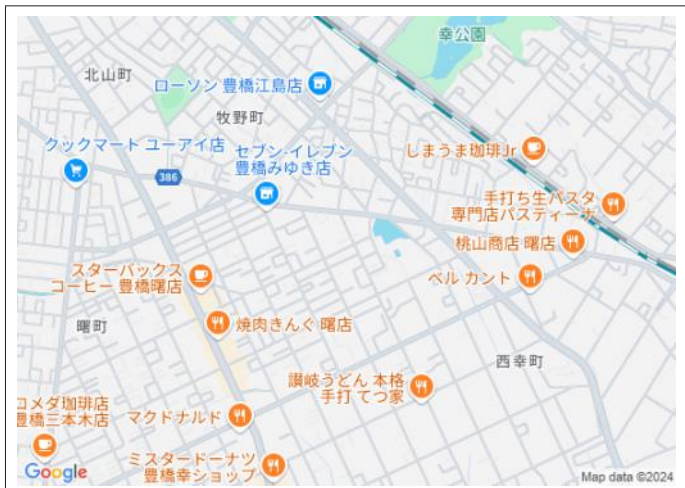 幸公園
北山町
ローソン 豊橋江島店
牧野町
クックマート ユーアイ店
セブン-イレブン
豊橋みゆき店
しまうま珈琲Jr
386
手打ち生パスタ
専門店パスティーナ
桃山商店 曙店
スターバックス
コーヒー 豊橋曙店
ベル カント
曙町
焼肉きんぐ 曙店
西幸町
讃岐うどん 本格
手打 てつ家
コメダ珈琲店
豊橋三本木店
マクドナルド
ミスタードーナツ
豊橋幸ショップ
Google
Map data ©2024